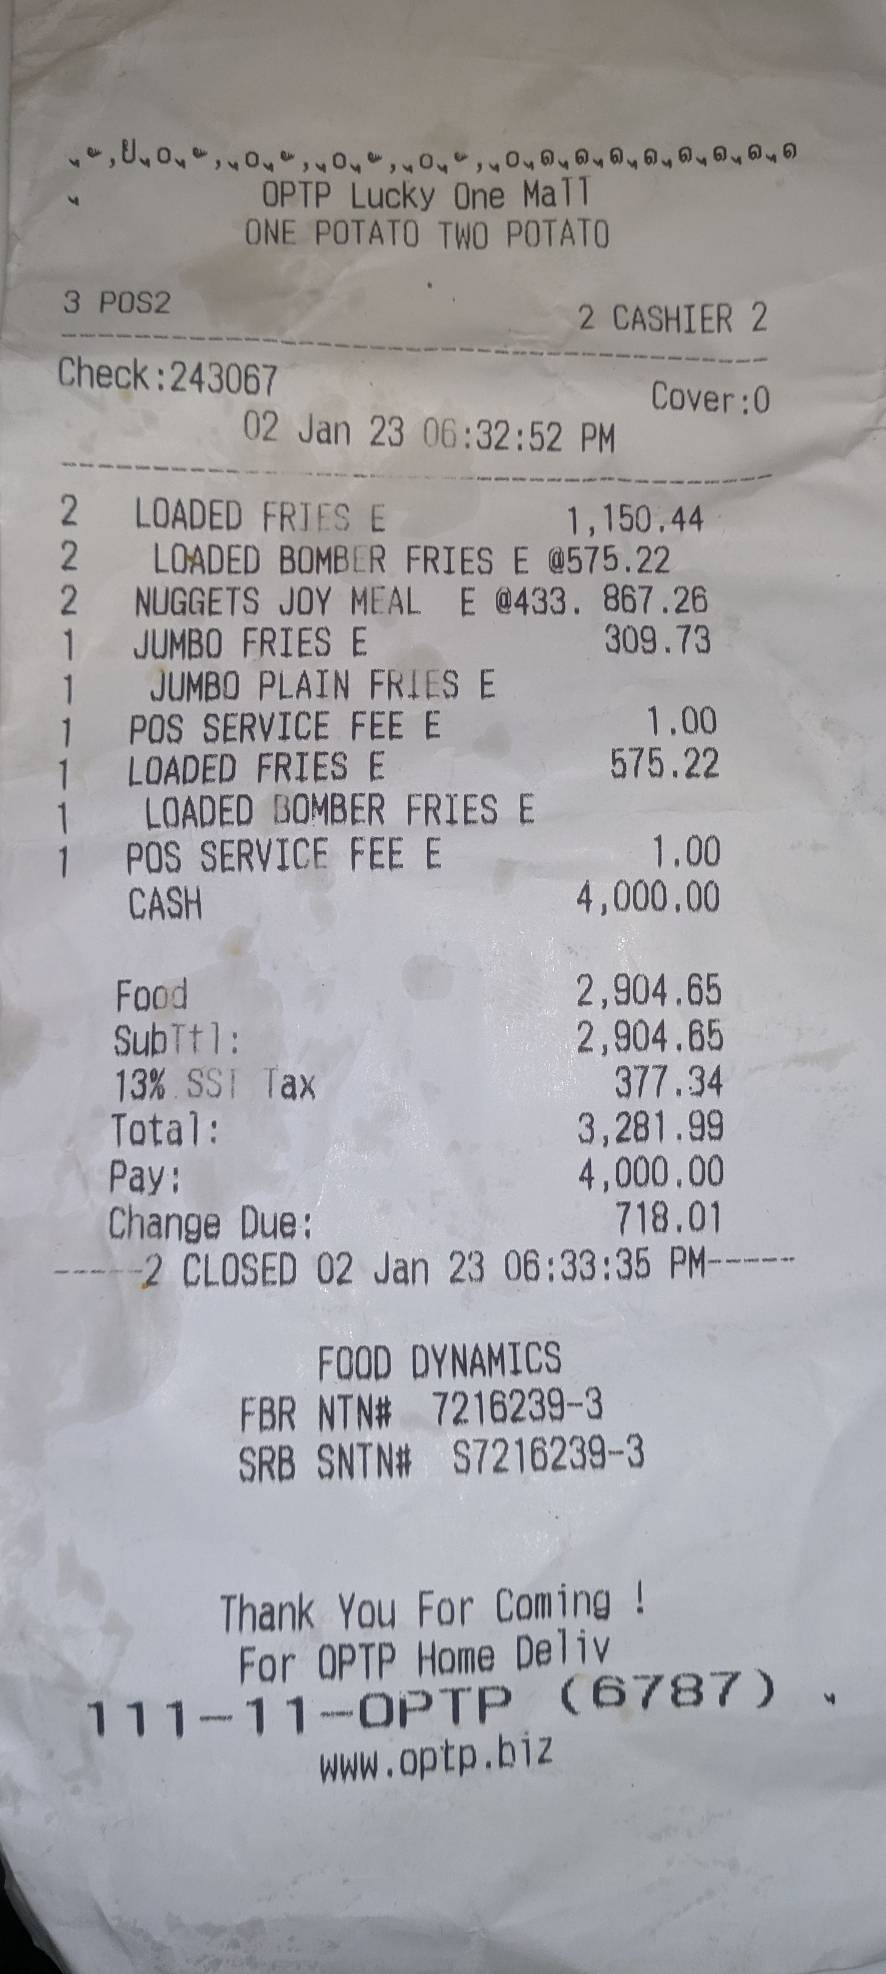 OPTP Lucky One Mall
ONE POTATO TWO POTATO
3 POS2 2 CASHIER 2
Check:243067 Cover:0
02 Jan 23 06:32:52 PM
2 LOADED FRIES E 1,150.44
2 LOADED BOMBER FRIES E @575.22
2 NUGGETS JOY MEAL E @433. 867.26
1 JUMBO FRIES E 309.73
1 JUMBO PLAIN FRIES E
1 POS SERVICE FEE E 1.00
1 LOADED FRIES E 575.22
1 LOADED BOMBER FRIES E
1 POS SERVICE FEE E 1.00
CASH 4,000.00
Food 2,904.65
SubTtl: 2,904.65
13% SST Tax 377.34
Total: 3,281.99
Pay: 4,000.00
Change Due: 718.01
-----2 CLOSED 02 Jan 23 06:33:35 PM------
FOOD DYNAMICS
FBR NTN# 7216239-3
SRB SNTN# S7216239-3
Thank You For Coming !
For OPTP Home Deliv
111-11-OPTP (6787)
www.optp.biz